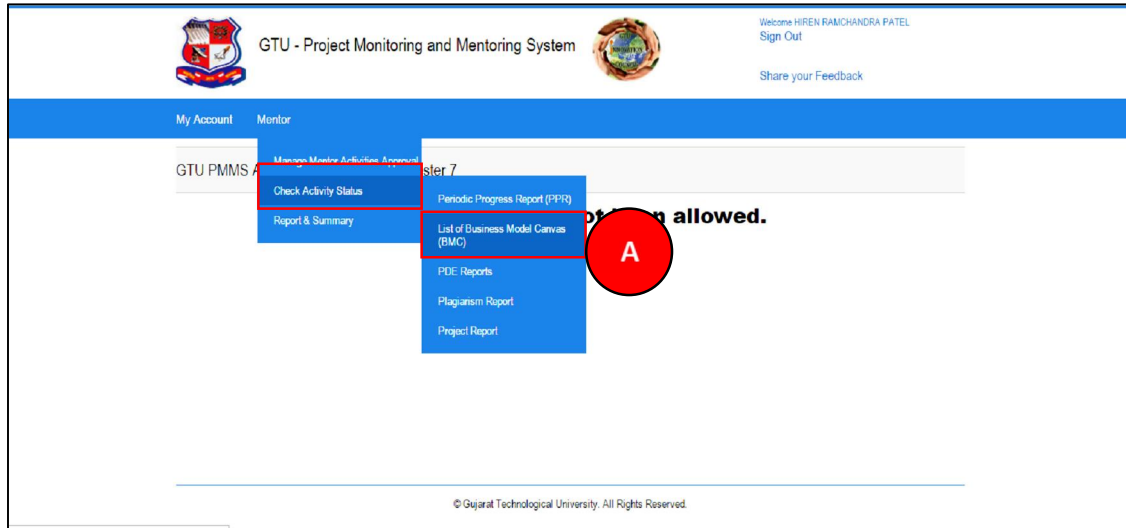 Welcome HIREN RAMCHANDRA PATEL
GTU - Project Monitoring and Mentoring System
Sign Out
Share your Feedback
My Account Mentor
Manage Mentor Activities Approval
GTU PMMS A ster 7
Check Activity Status
Periodic Progress Report (PPR)
Report & Summary
allowed.
List of Business Model Canvas
(BMC)
A
PDE Reports
Plagiarism Report
Project Report
© Gujarat Technological University. All Rights Reserved.